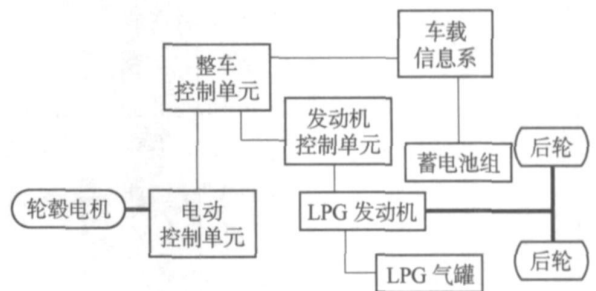 车载
信息系
整车
控制单元
发动机
控制单元
蓄电池组
后轮
轮毂电机
电动
控制单元
LPG 发动机
后轮
LPG 气罐